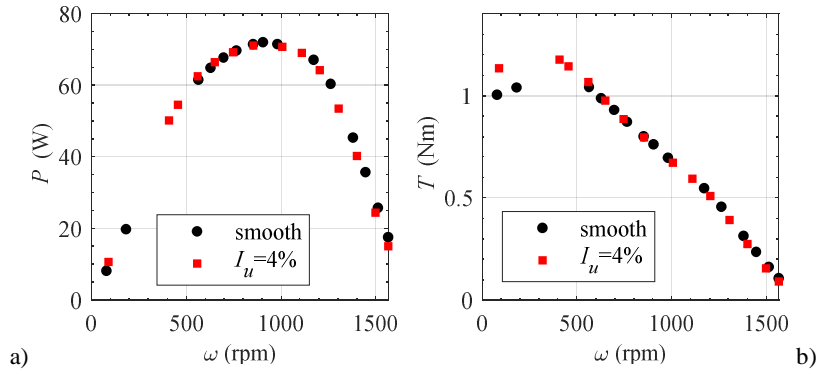 80
60
40
20
0
P (W)
smooth
I_u=4%
0 500 1000 1500
ω (rpm)
a)
1
0.5
0
T (Nm)
smooth
I_u=4%
0 500 1000 1500
ω (rpm)
b)